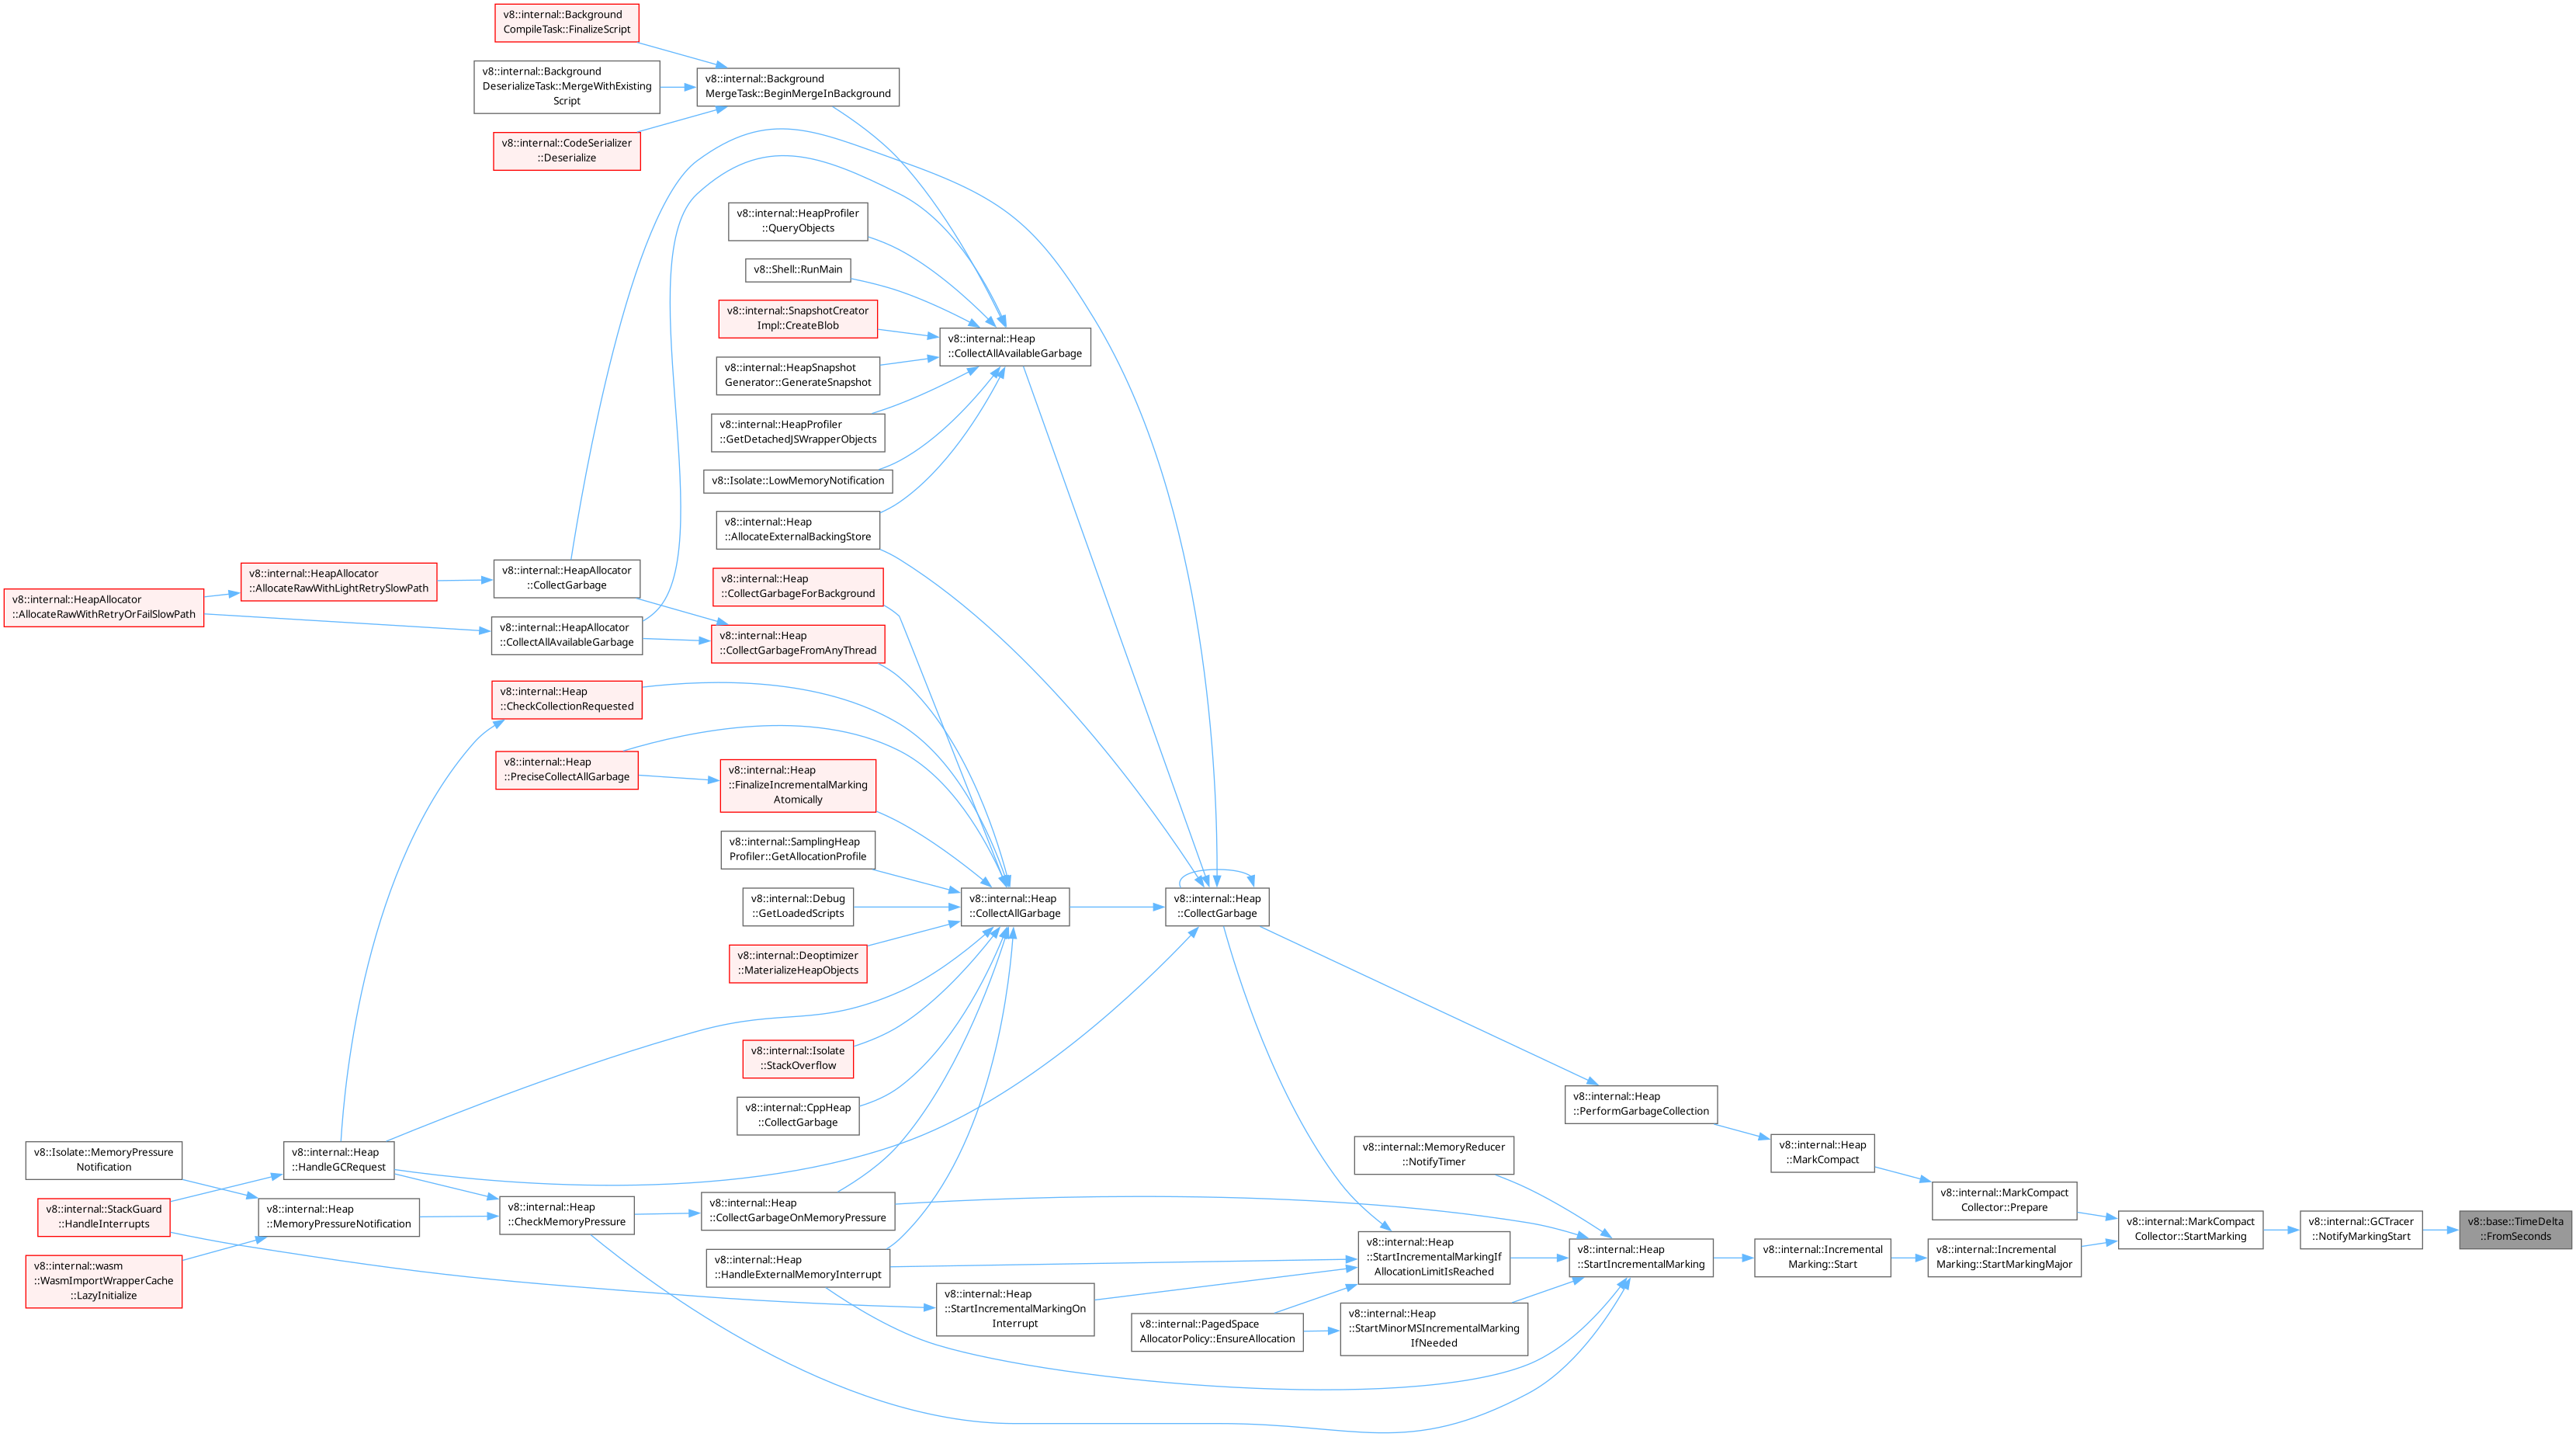 v8::internal::Background
CompileTask::FinalizeScript
v8::internal::Background
DeserializeTask::MergeWithExisting
Script
v8::internal::CodeSerializer
::Deserialize
v8::internal::Background
MergeTask::BeginMergeInBackground
v8::internal::HeapProfiler
::QueryObjects
v8::Shell::RunMain
v8::internal::SnapshotCreator
Impl::CreateBlob
v8::internal::HeapSnapshot
Generator::GenerateSnapshot
v8::internal::HeapProfiler
::GetDetachedJSWrapperObjects
v8::Isolate::LowMemoryNotification
v8::internal::Heap
::AllocateExternalBackingStore
v8::internal::Heap
::CollectAllAvailableGarbage
v8::internal::HeapAllocator
::AllocateRawWithRetryOrFailSlowPath
v8::internal::HeapAllocator
::AllocateRawWithLightRetrySlowPath
v8::internal::HeapAllocator
::CollectGarbage
v8::internal::HeapAllocator
::CollectAllAvailableGarbage
v8::internal::Heap
::CollectGarbageForBackground
v8::internal::Heap
::CollectGarbageFromAnyThread
v8::internal::Heap
::CheckCollectionRequested
v8::internal::Heap
::PreciseCollectAllGarbage
v8::internal::Heap
::FinalizeIncrementalMarking
Atomically
v8::internal::SamplingHeap
Profiler::GetAllocationProfile
v8::internal::Debug
::GetLoadedScripts
v8::internal::Deoptimizer
::MaterializeHeapObjects
v8::internal::Isolate
::StackOverflow
v8::internal::CppHeap
::CollectGarbage
v8::internal::Heap
::CollectAllGarbage
v8::internal::Heap
::CollectGarbage
v8::Isolate::MemoryPressure
Notification
v8::internal::StackGuard
::HandleInterrupts
v8::internal::wasm
::WasmImportWrapperCache
::LazyInitialize
v8::internal::Heap
::HandleGCRequest
v8::internal::Heap
::MemoryPressureNotification
v8::internal::Heap
::CheckMemoryPressure
v8::internal::Heap
::CollectGarbageOnMemoryPressure
v8::internal::Heap
::HandleExternalMemoryInterrupt
v8::internal::Heap
::StartIncrementalMarkingOn
Interrupt
v8::internal::PagedSpace
AllocatorPolicy::EnsureAllocation
v8::internal::MemoryReducer
::NotifyTimer
v8::internal::Heap
::StartIncrementalMarkingIf
AllocationLimitIsReached
v8::internal::Heap
::StartMinorMSIncrementalMarking
IfNeeded
v8::internal::Heap
::PerformGarbageCollection
v8::internal::Heap
::StartIncrementalMarking
v8::internal::Heap
::MarkCompact
v8::internal::Incremental
Marking::Start
v8::internal::MarkCompact
Collector::Prepare
v8::internal::Incremental
Marking::StartMarkingMajor
v8::internal::MarkCompact
Collector::StartMarking
v8::internal::GCTracer
::NotifyMarkingStart
v8::base::TimeDelta
::FromSeconds